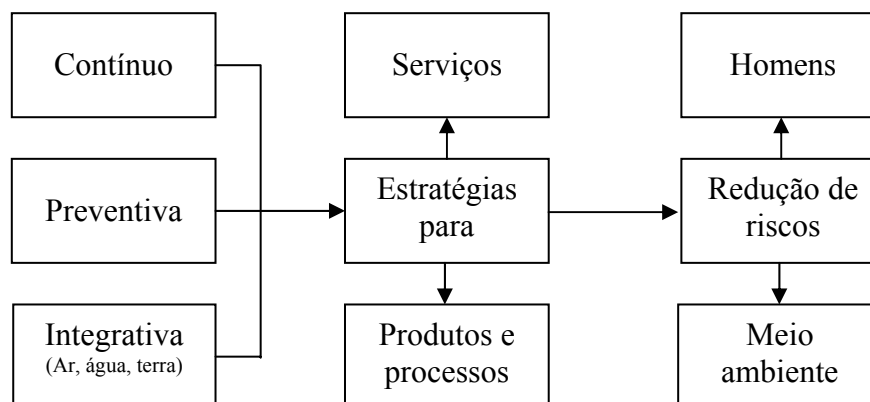 Contínuo
Serviços
Homens
Preventiva
Estratégias
para
Redução de
riscos
Integrativa
(Ar, água, terra)
Produtos e
processos
Meio
ambiente